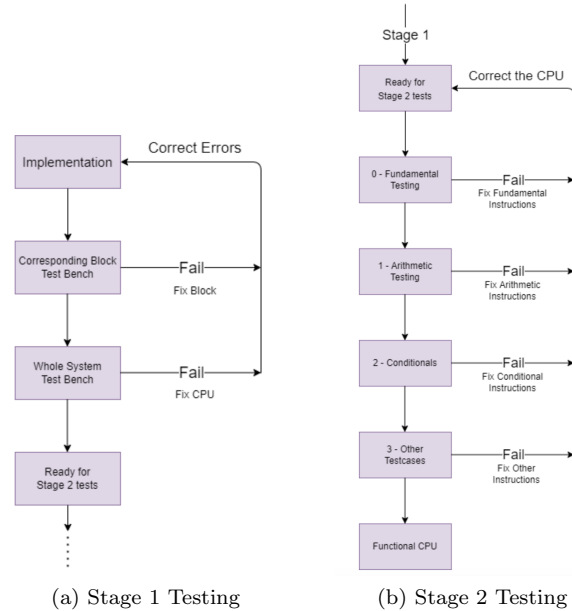 Implementation
Correct Errors
Corresponding Block
Test Bench
Fail
Fix Block
Whole System
Test Bench
Fail
Fix CPU
Ready for
Stage 2 tests
(a) Stage 1 Testing
Stage 1
Ready for
Stage 2 tests
Correct the CPU
0 - Fundamental
Testing
Fail
Fix Fundamental
Instructions
1 - Arithmetic
Testing
Fail
Fix Arithmetic
Instructions
2 - Conditionals
Fail
Fix Conditional
Instructions
3 - Other
Testcases
Fail
Fix Other
Instructions
Functional CPU
(b) Stage 2 Testing